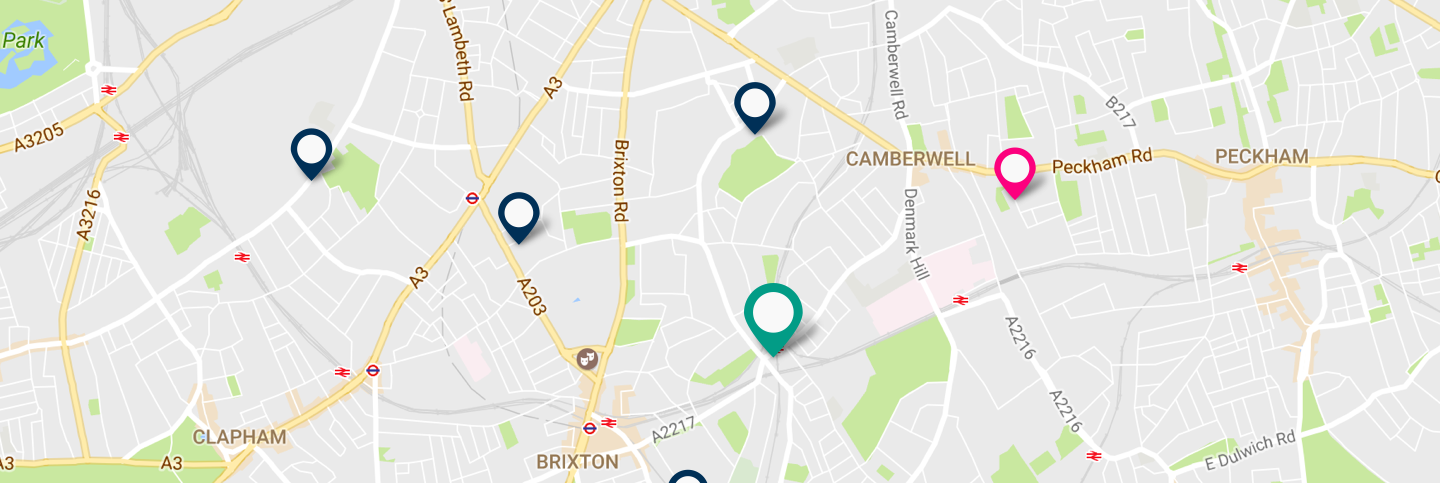 Park
S Lambeth Rd
Camberwell Rd
A3
B217
A3205
CAMBERWELL
Peckham Rd
PECKHAM
Brixton Rd
A3216
Denmark Hill
A3
A203
A2216
A2216
A2217
CLAPHAM
E Dulwich Rd
BRIXTON
A3
A3